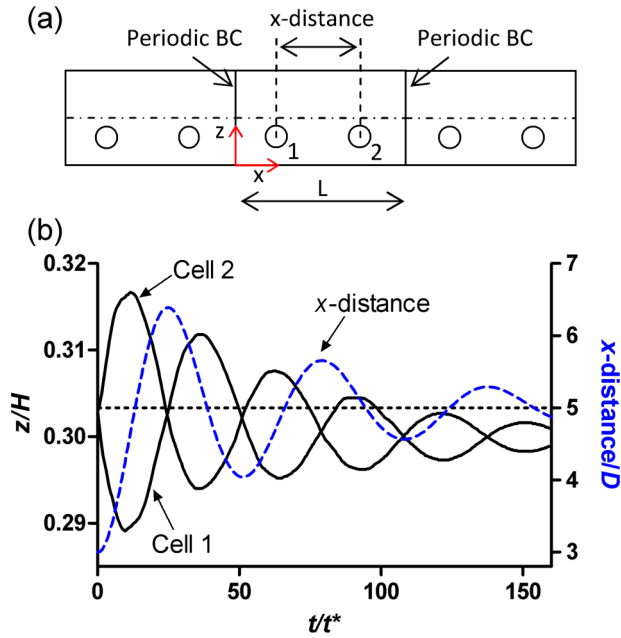 (a)
x-distance
Periodic BC
Periodic BC
z
1
2
x
L
(b)
0.32
0.31
0.30
0.29
z/H
Cell 2
x-distance
Cell 1
7
6
5
4
3
x-distance/D
0
50
100
150
t/t*